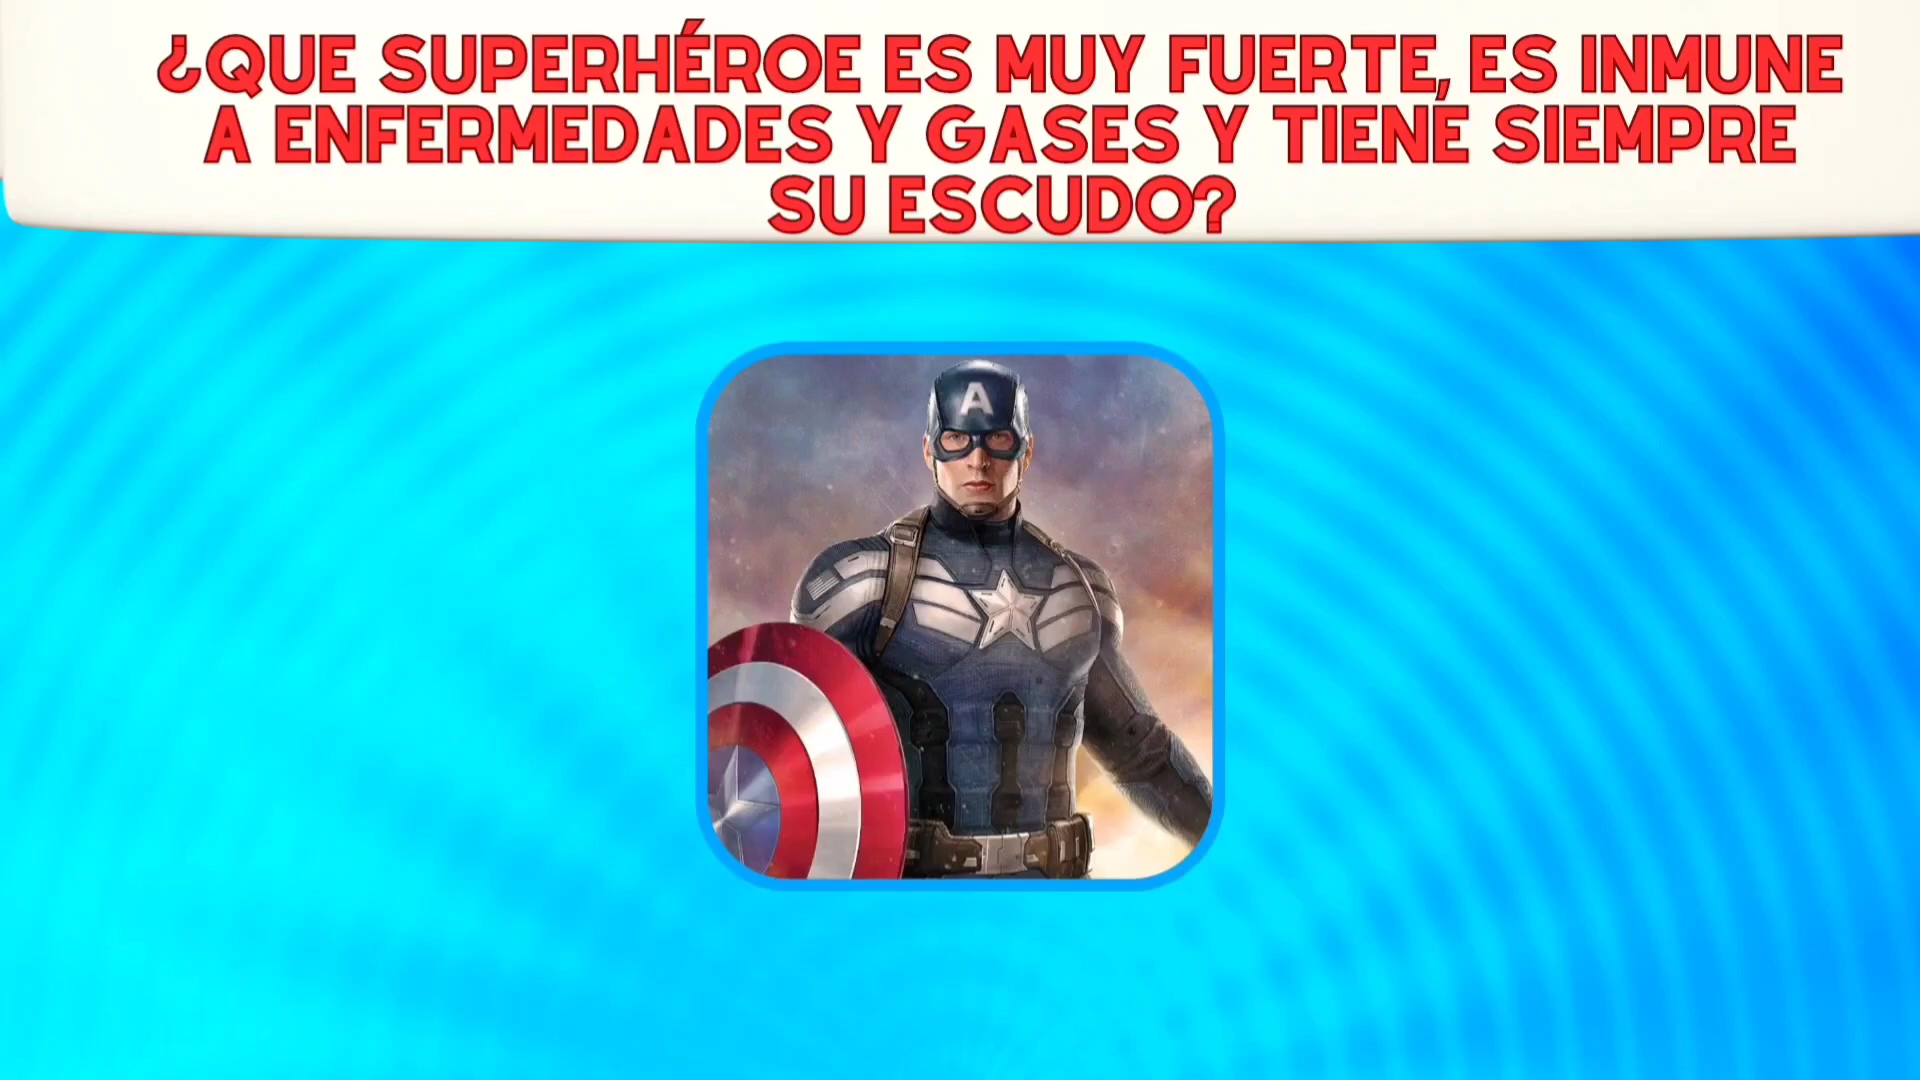 ¿QUE SUPERHÉROE ES MUY FUERTE, ES INMUNE
A ENFERMEDADES Y GASES Y TIENE SIEMPRE
SU ESCUDO?
A